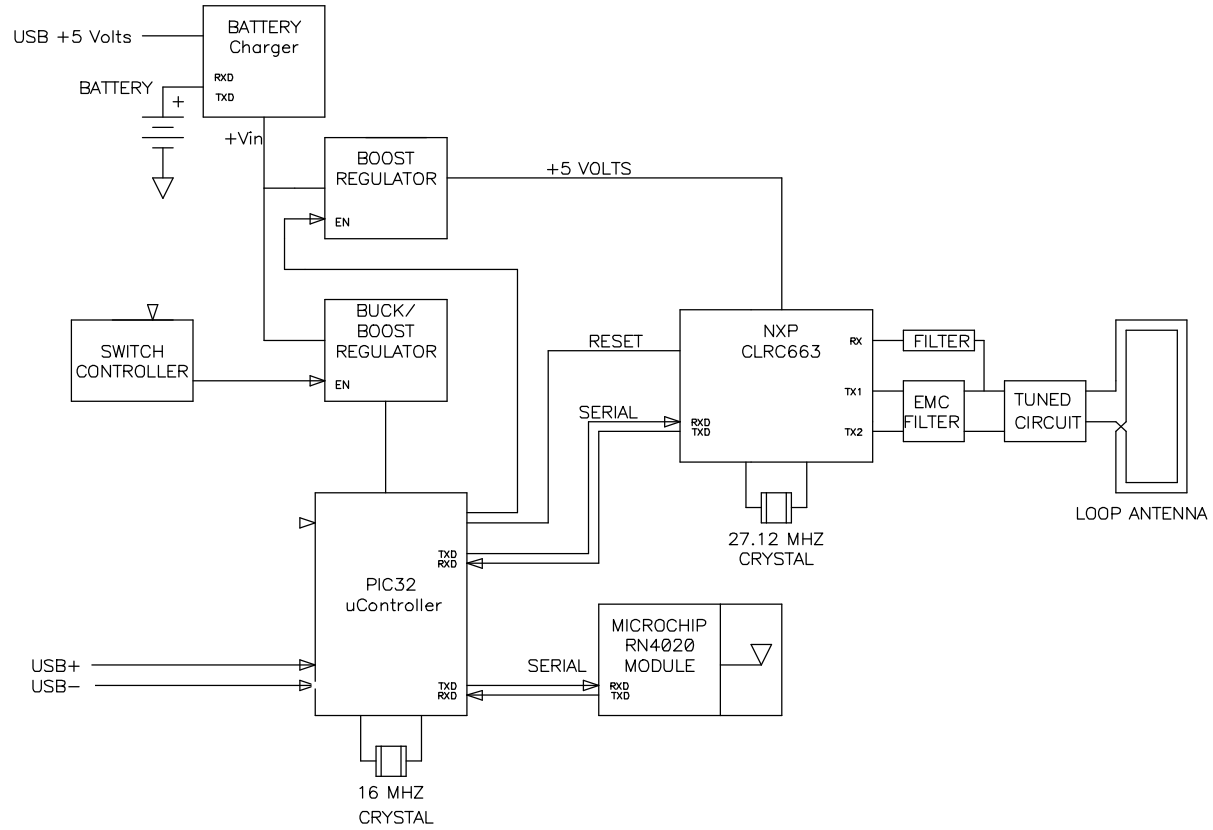 BATTERY
Charger
USB +5 Volts
RXD
TXD
BATTERY
+
+Vin
BOOST
REGULATOR
EN
+5 VOLTS
BUCK/
BOOST
REGULATOR
EN
SWITCH
CONTROLLER
NXP
CLRC663
RX
TX1
TX2
RXD
TXD
RESET
SERIAL
FILTER
EMC
FILTER
TUNED
CIRCUIT
LOOP ANTENNA
27.12 MHZ
CRYSTAL
PIC32
uController
TXD
RXD
TXD
RXD
USB+
USB-
SERIAL
MICROCHIP
RN4020
MODULE
RXD
TXD
16 MHZ
CRYSTAL